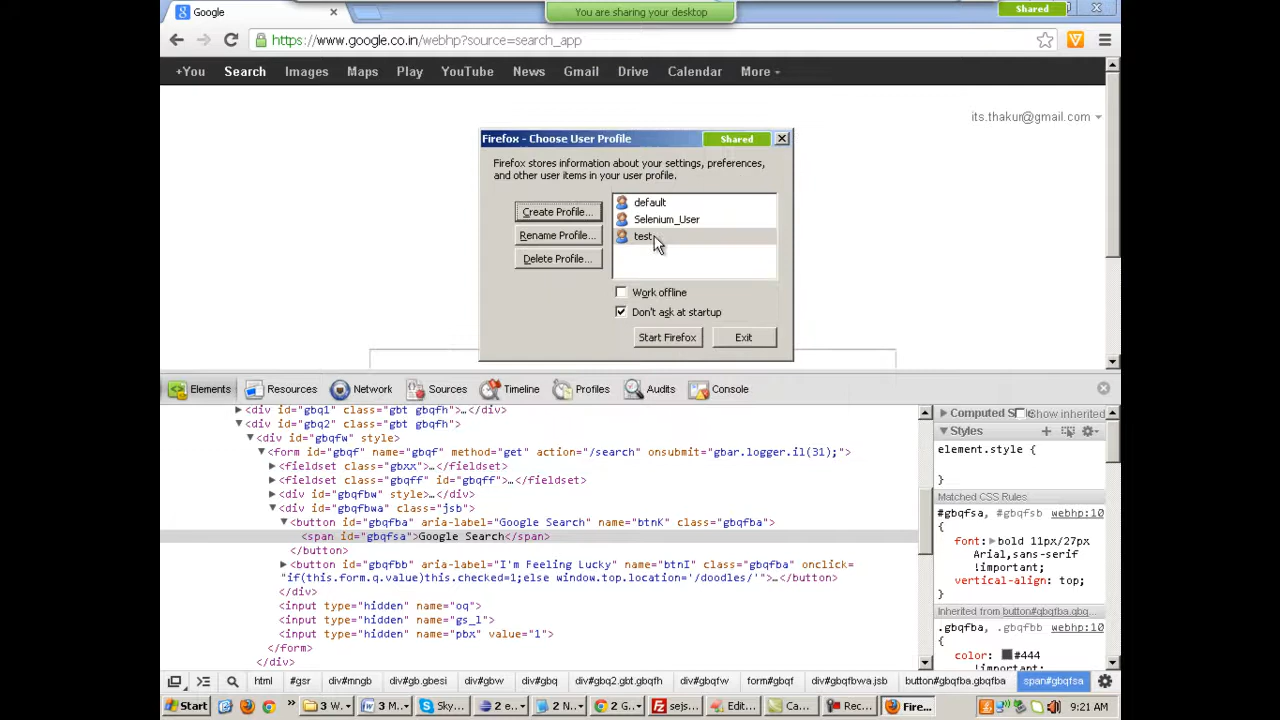 Google
You are sharing your desktop
Shared
https://www.google.co.in/webhp?source=search_app
+You Search Images Maps Play YouTube News Gmail Drive Calendar More
its.thakur@gmail.com
Firefox - Choose User Profile
Shared
Firefox stores information about your settings, preferences,
and other user items in your user profile.
Create Profile...
Rename Profile...
Delete Profile...
default
Selenium_User
test
Work offline
Don't ask at startup
Start Firefox
Exit
Elements Resources Network Sources Timeline Profiles Audits Console
<div id="gbq1" class="gbt gbqfh">…</div>
<div id="gbq2" class="gbt gbqfh">
<div id="gbqfw" style>
<form id="gbqf" name="gbqf" method="get" action="/search" onsubmit="gbar.logger.il(31);">
<fieldset class="gbxx">…</fieldset>
<fieldset class="gbqff" id="gbqff">…</fieldset>
<div id="gbqfbw" style>…</div>
<div id="gbqfbwa" class="jsb">
<button id="gbqfba" aria-label="Google Search" name="btnK" class="gbqfba">
<span id="gbqfsa">Google Search</span>
</button>
<button id="gbqfbb" aria-label="I'm Feeling Lucky" name="btnI" class="gbqfba" onclick=
"if(this.form.q.value)this.checked=1;else window.top.location='/doodles/'">…</button>
</div>
<input type="hidden" name="oq">
<input type="hidden" name="gs_l">
<input type="hidden" name="pbx" value="1">
</form>
</div>
Computed Show inherited
Styles
element.style {
}
Matched CSS Rules
#gbqfsa, #gbqfsb webhp:10
{
font: bold 11px/27px
Arial,sans-serif
!important;
vertical-align: top;
}
Inherited from button#gbqfba.gbq...
.gbqfba, .gbqfbb webhp:10
{
color: #444
!important;
html #gsr div#mngb div#gb.gbesi div#gbw div#gbq div#gbq2.gbt.gbqfh div#gbqfw form#gbqf div#gbqfbwa.jsb button#gbqfba.gbqfba span#gbqfsa
Start 3 W... 3 M... Sky... 2 e... 2 N... 2 G... sejs... Edit... Ca... Rec... Fire... 9:21 AM